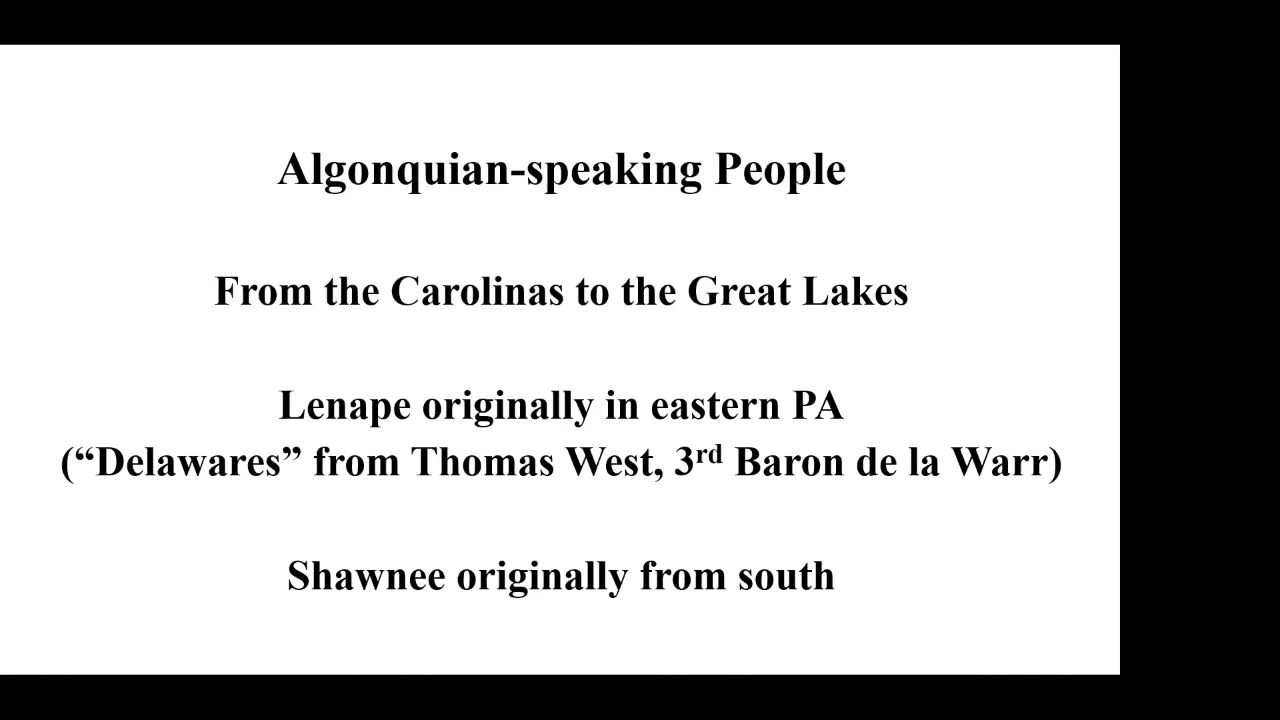 Algonquian-speaking People
From the Carolinas to the Great Lakes
Lenape originally in eastern PA
(“Delawares” from Thomas West, 3rd Baron de la Warr)
Shawnee originally from south